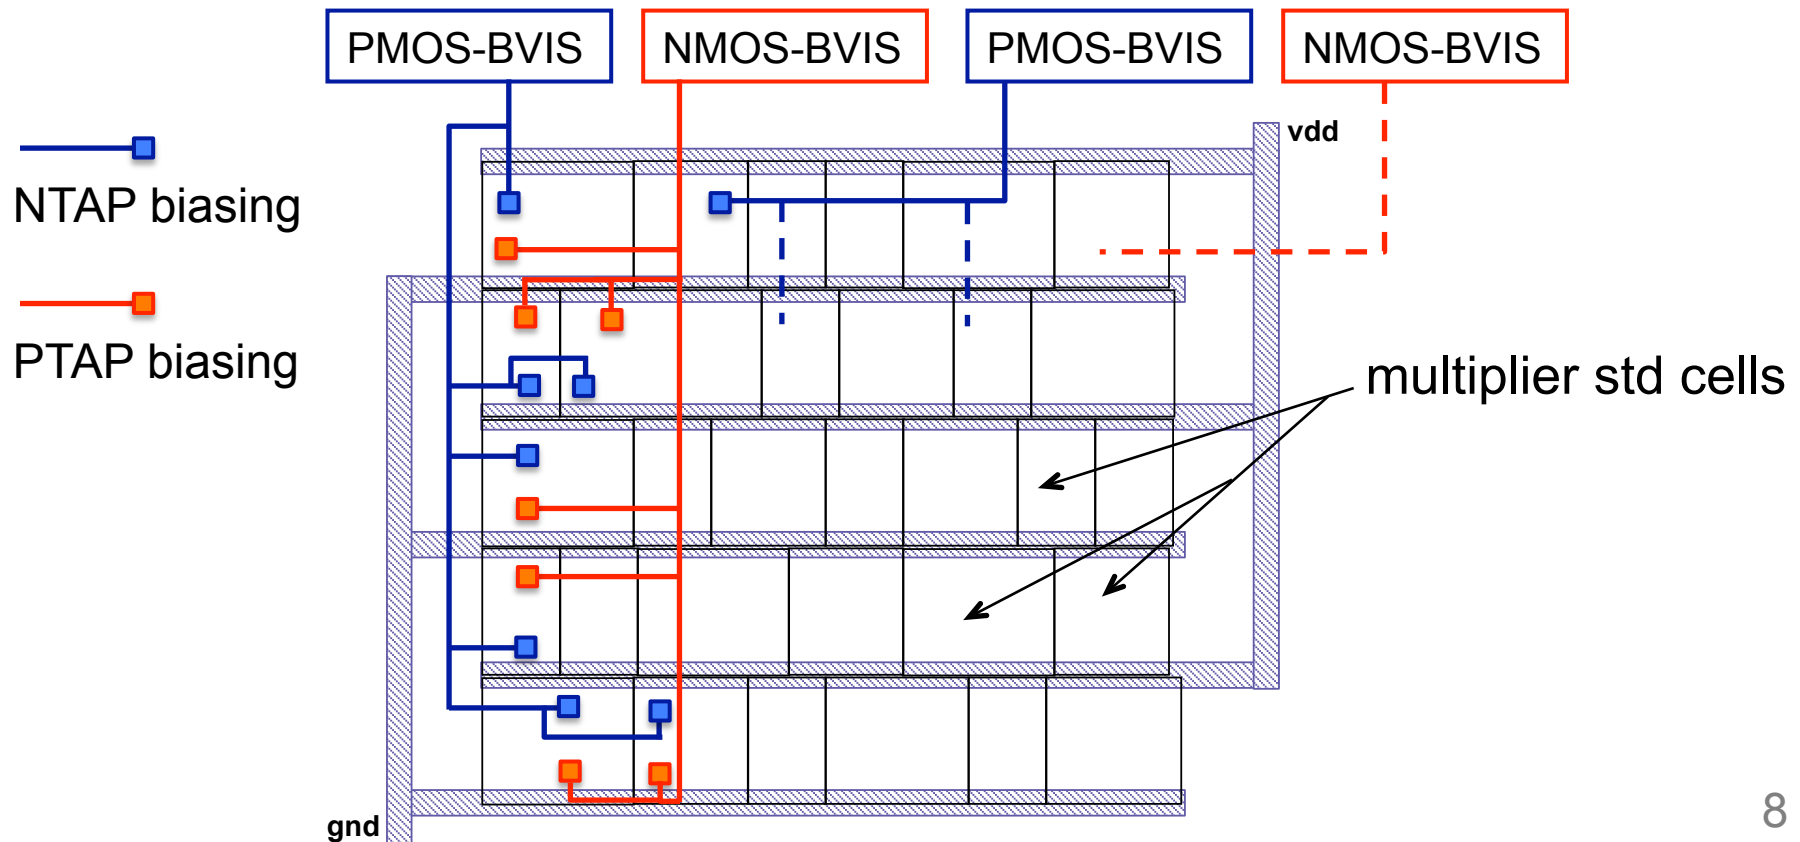 PMOS-BVIS NMOS-BVIS PMOS-BVIS NMOS-BVIS
vdd
NTAP biasing
PTAP biasing
multiplier std cells
gnd
8